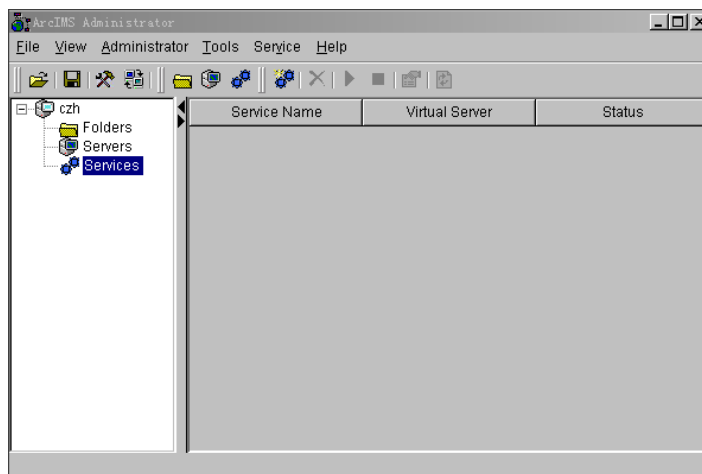 ArcIMS Administrator
File View Administrator Tools Service Help
czh
Folders
Servers
Services
Service Name Virtual Server Status